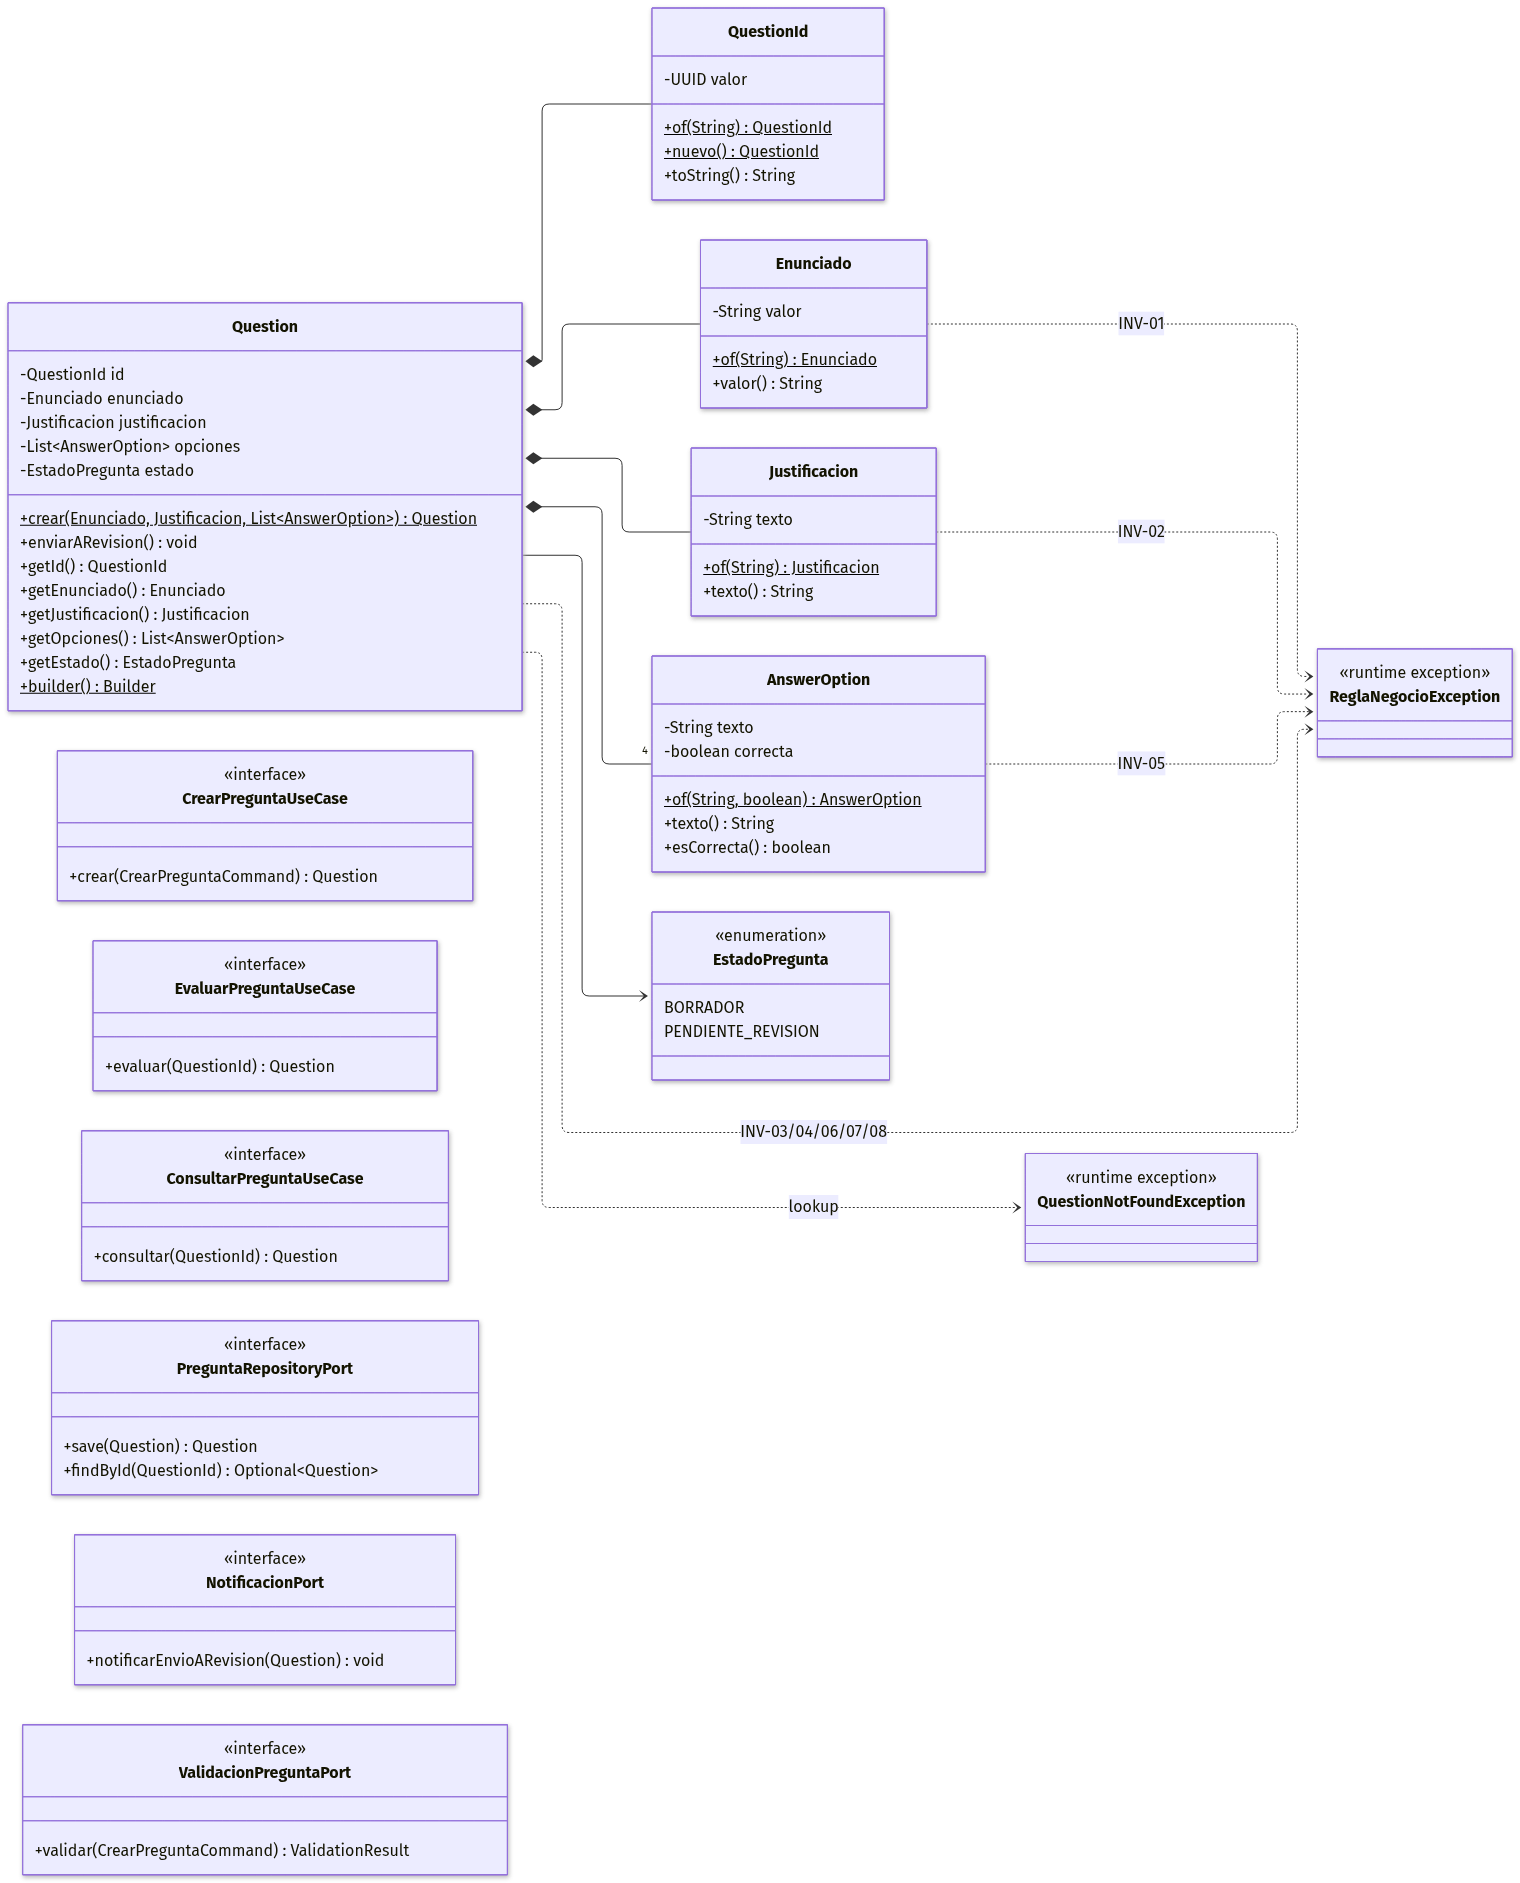 QuestionId
-UUID valor
+of(String) : QuestionId
+nuevo() : QuestionId
+toString() : String
Enunciado
-String valor
+of(String) : Enunciado
+valor() : String
INV-01
Question
-QuestionId id
-Enunciado enunciado
-Justificacion justificacion
-List<AnswerOption> opciones
-EstadoPregunta estado
+crear(Enunciado, Justificacion, List<AnswerOption>) : Question
+enviarARevision() : void
+getId() : QuestionId
+getEnunciado() : Enunciado
+getJustificacion() : Justificacion
+getOpciones() : List<AnswerOption>
+getEstado() : EstadoPregunta
+builder() : Builder
Justificacion
-String texto
+of(String) : Justificacion
+texto() : String
INV-02
AnswerOption
-String texto
-boolean correcta
+of(String, boolean) : AnswerOption
+texto() : String
+esCorrecta() : boolean
4
INV-05
«runtime exception»
ReglaNegocioException
«enumeration»
EstadoPregunta
BORRADOR
PENDIENTE_REVISION
INV-03/04/06/07/08
lookup
«runtime exception»
QuestionNotFoundException
«interface»
CrearPreguntaUseCase
+crear(CrearPreguntaCommand) : Question
«interface»
EvaluarPreguntaUseCase
+evaluar(QuestionId) : Question
«interface»
ConsultarPreguntaUseCase
+consultar(QuestionId) : Question
«interface»
PreguntaRepositoryPort
+save(Question) : Question
+findById(QuestionId) : Optional<Question>
«interface»
NotificacionPort
+notificarEnvioARevision(Question) : void
«interface»
ValidacionPreguntaPort
+validar(CrearPreguntaCommand) : ValidationResult